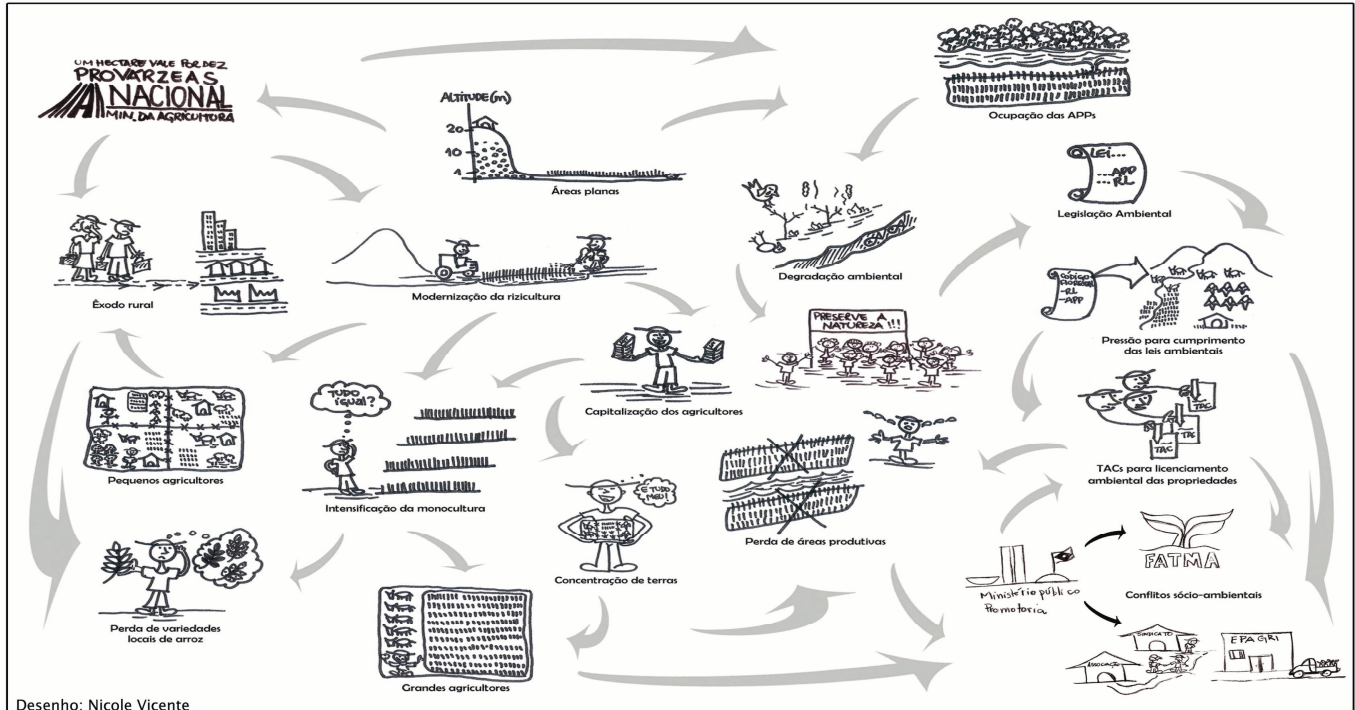 UM HECTARE VALE POR DEZ
PROVÁRZEAS
NACIONAL
MIN. DA AGRICULTURA
ALTITUDE (m)
20
10
1
Áreas planas
Ocupação das APPs
LEI...
...APP
...RL
Legislação Ambiental
Êxodo rural
Modernização da rizicultura
Degradação ambiental
CÓDIGO
FLORESTAL
-RL
-APP
Pressão para cumprimento
das leis ambientais
PRESERVE A
NATUREZA!!!
Capitalização dos agricultores
TUDO
IGUAL?
Pequenos agricultores
Intensificação da monocultura
TAC
TAC
TAC
TACs para licenciamento
ambiental das propriedades
É TUDO
MEU!
Concentração de terras
Perda de áreas produtivas
Ministério público
Promotoria
FATMA
Conflitos sócio-ambientais
Perda de variedades
locais de arroz
SINDICATO
ASSOCIAÇÃO
EPAGRI
Grandes agricultores
Desenho: Nicole Vicente